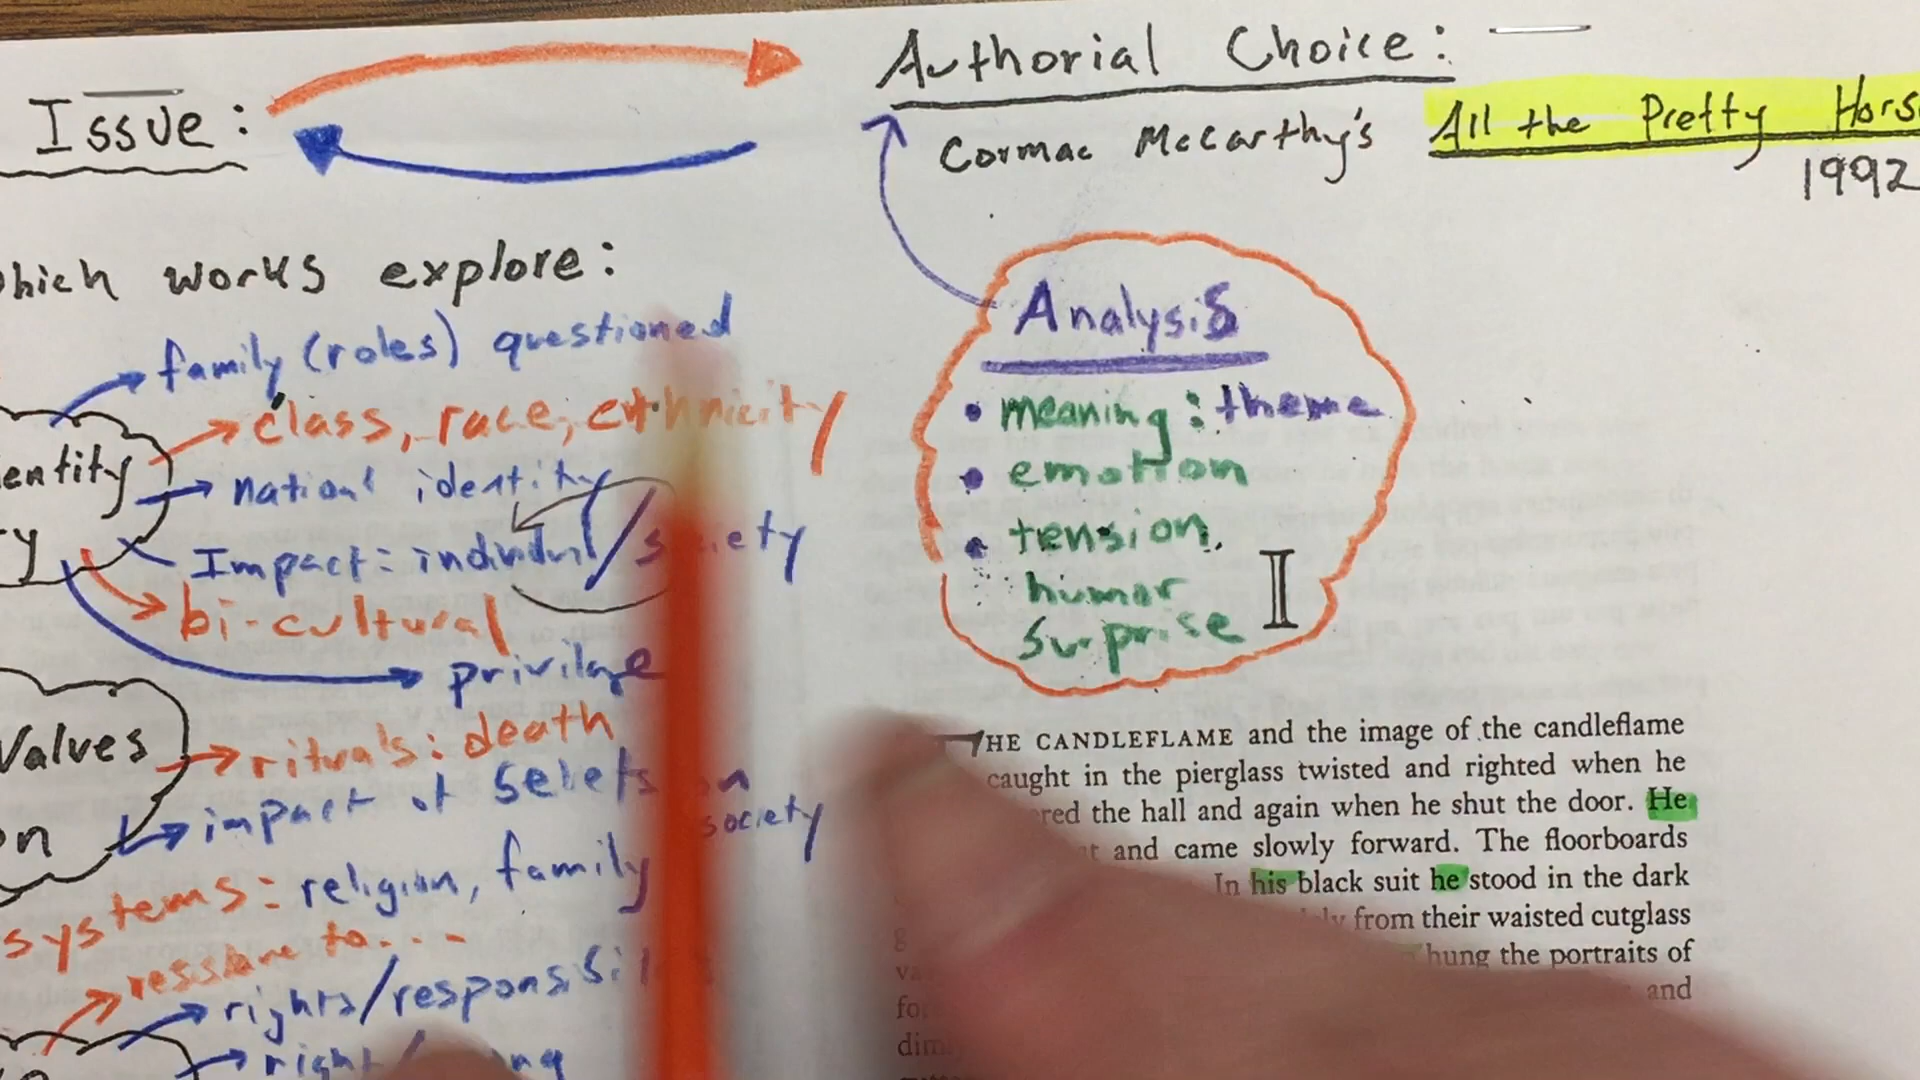 Issue:
Authorial Choice:
Cormac McCarthy's All the Pretty Hors
1992
hich works explore:
family (roles) questioned
class, race, ethnicity
national identity
Impact: individual/society
bi-cultural
privilage
entity
y
Values
on
rituals: death
impact of
society
systems: religion, family
to...
rights/
right/
Analysis
• meaning: theme
• emotion
• tension,
humor
surprise
THE CANDLEFLAME and the image of the candleflame
caught in the pierglass twisted and righted when he
red the hall and again when he shut the door. He
t and came slowly forward. The floorboards
In his black suit he stood in the dark
ly from their waisted cutglass
hung the portraits of
and